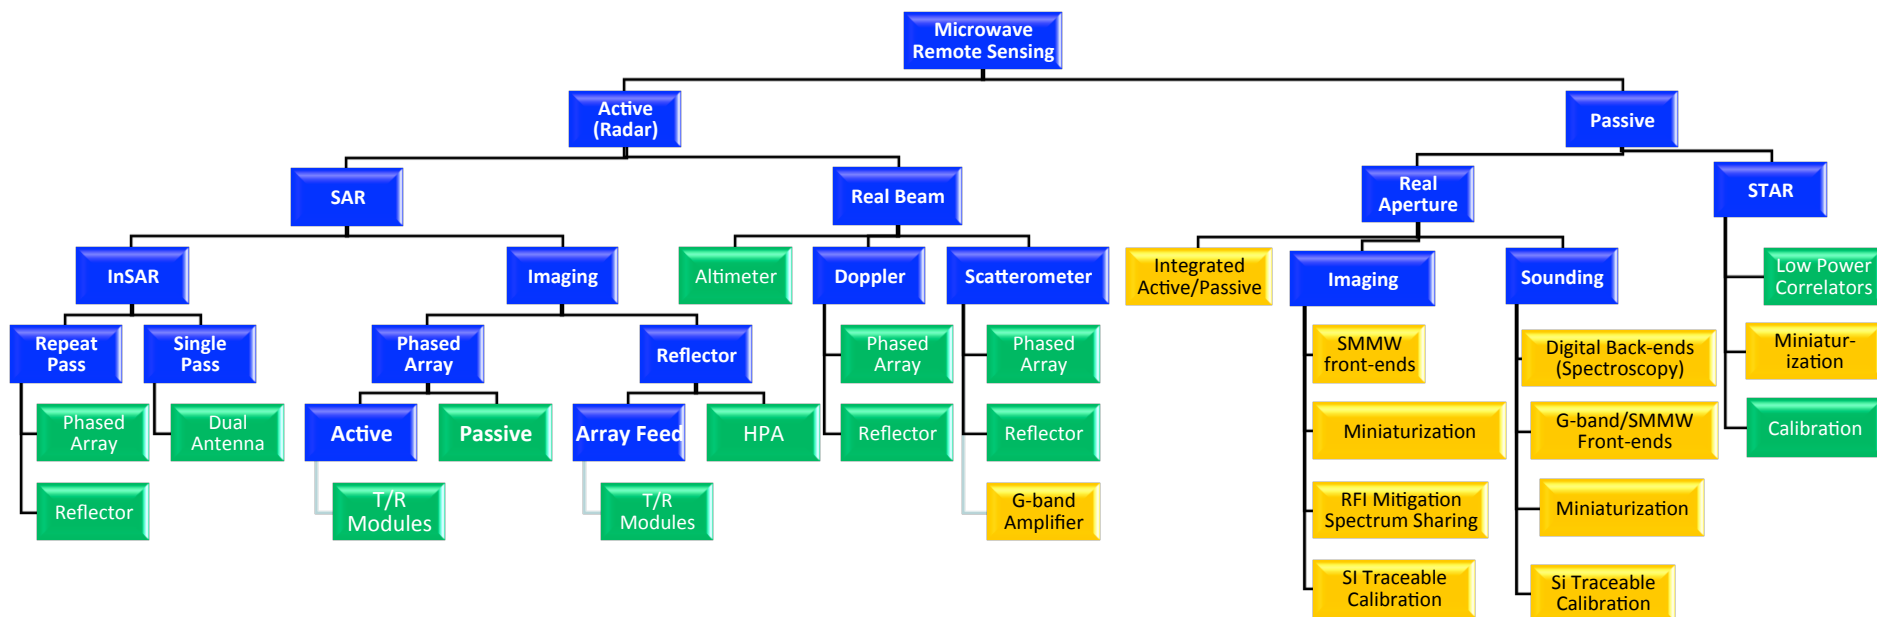 Microwave
Remote Sensing
Active
(Radar)
Passive
SAR
Real Beam
Real
Aperture
STAR
InSAR
Imaging
Altimeter
Doppler
Scatterometer
Integrated
Active/Passive
Imaging
Sounding
Low Power
Correlators
Repeat
Pass
Single
Pass
Phased
Array
Reflector
Phased
Array
Phased
Array
SMMW
front-ends
Digital Back-ends
(Spectroscopy)
Miniatur-
ization
Phased
Array
Dual
Antenna
Active
Passive
Array Feed
HPA
Reflector
Reflector
Miniaturization
G-band/SMMW
Front-ends
Calibration
Reflector
T/R
Modules
T/R
Modules
G-band
Amplifier
RFI Mitigation
Spectrum Sharing
Miniaturization
SI Traceable
Calibration
Si Traceable
Calibration